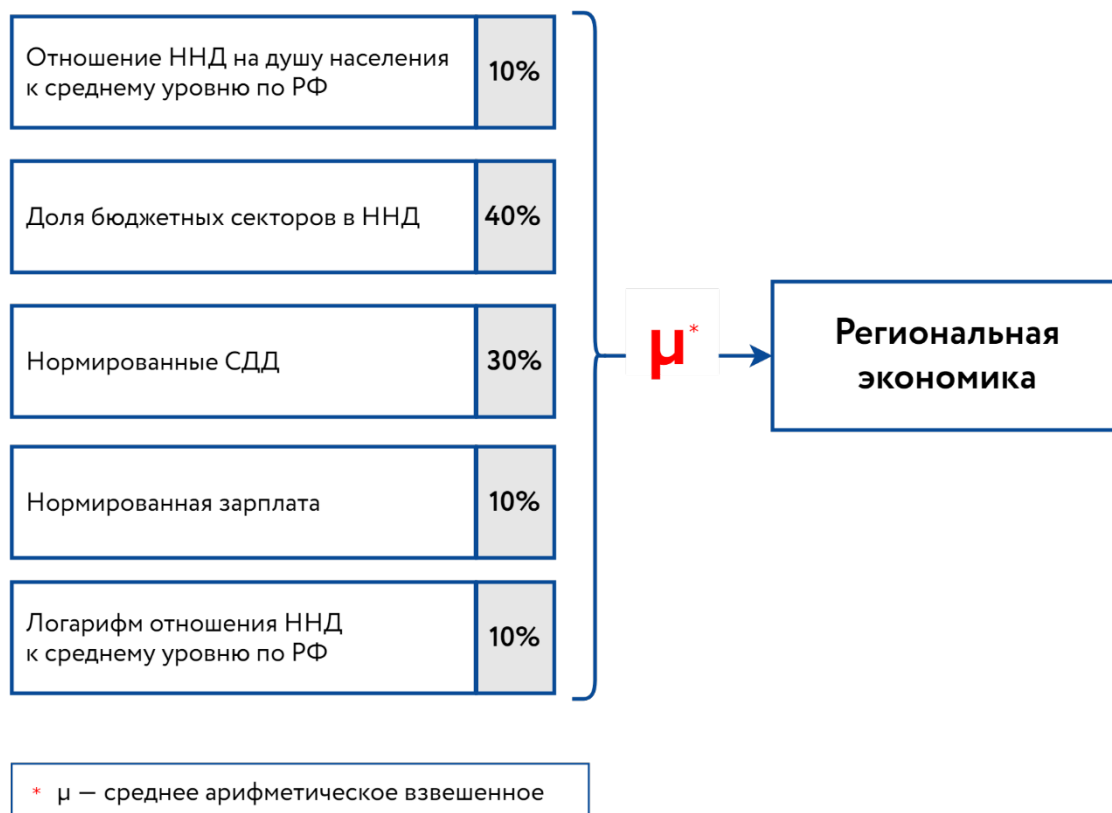 Отношение ННД на душу населения
к среднему уровню по РФ
10%
Доля бюджетных секторов в ННД
40%
Нормированные СДД
30%
Нормированная зарплата
10%
Логарифм отношения ННД
к среднему уровню по РФ
10%
μ*
Региональная
экономика
* μ — среднее арифметическое взвешенное